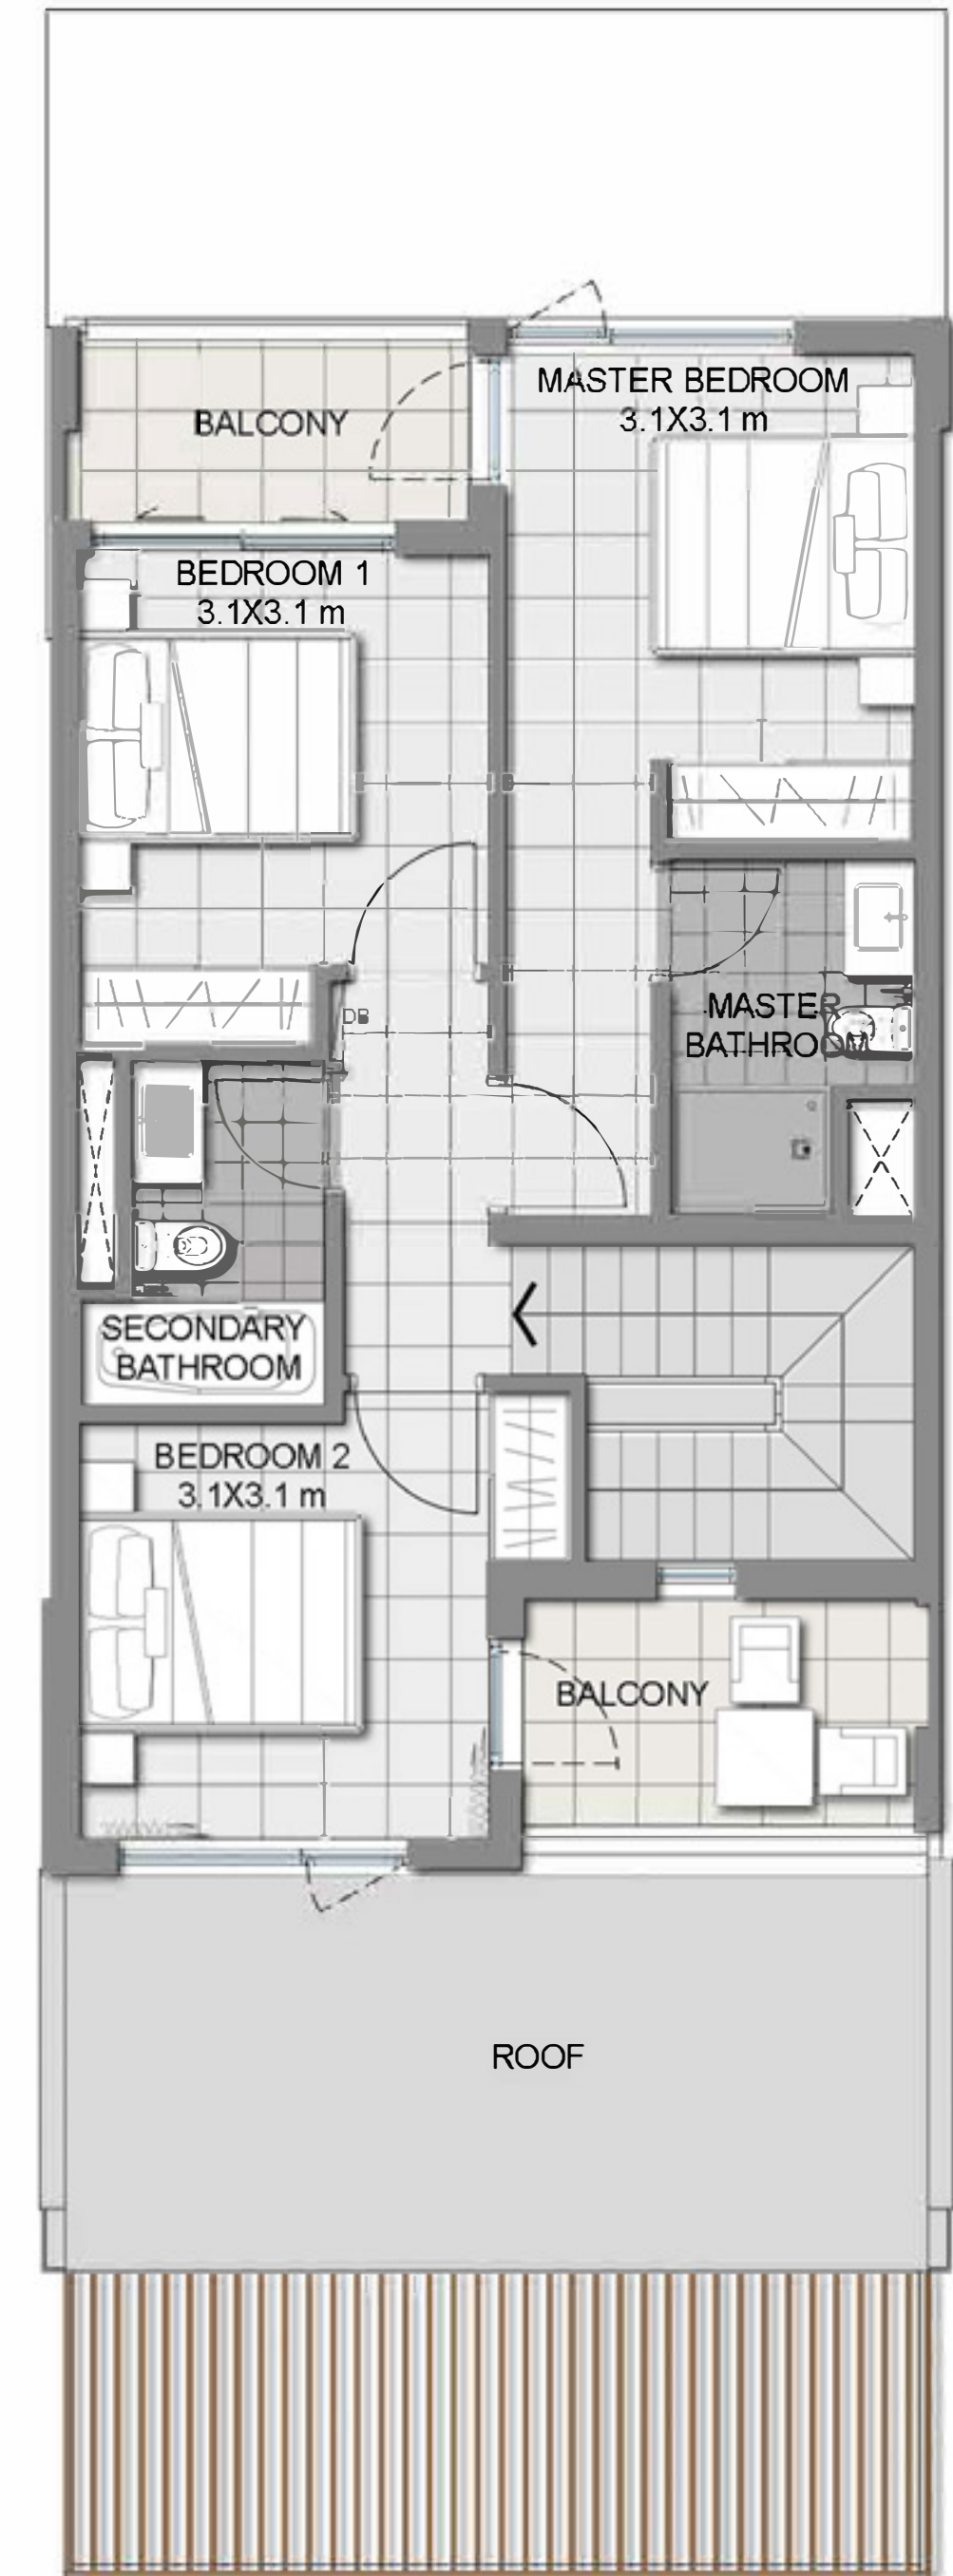 MASTER BEDROOM
3.1X3.1 m
BALCONY
BEDROOM 1
3.1X3.1 m
DB
MASTER
BATHROOM
SECONDARY
BATHROOM
BEDROOM 2
3.1X3.1 m
BALCONY
ROOF